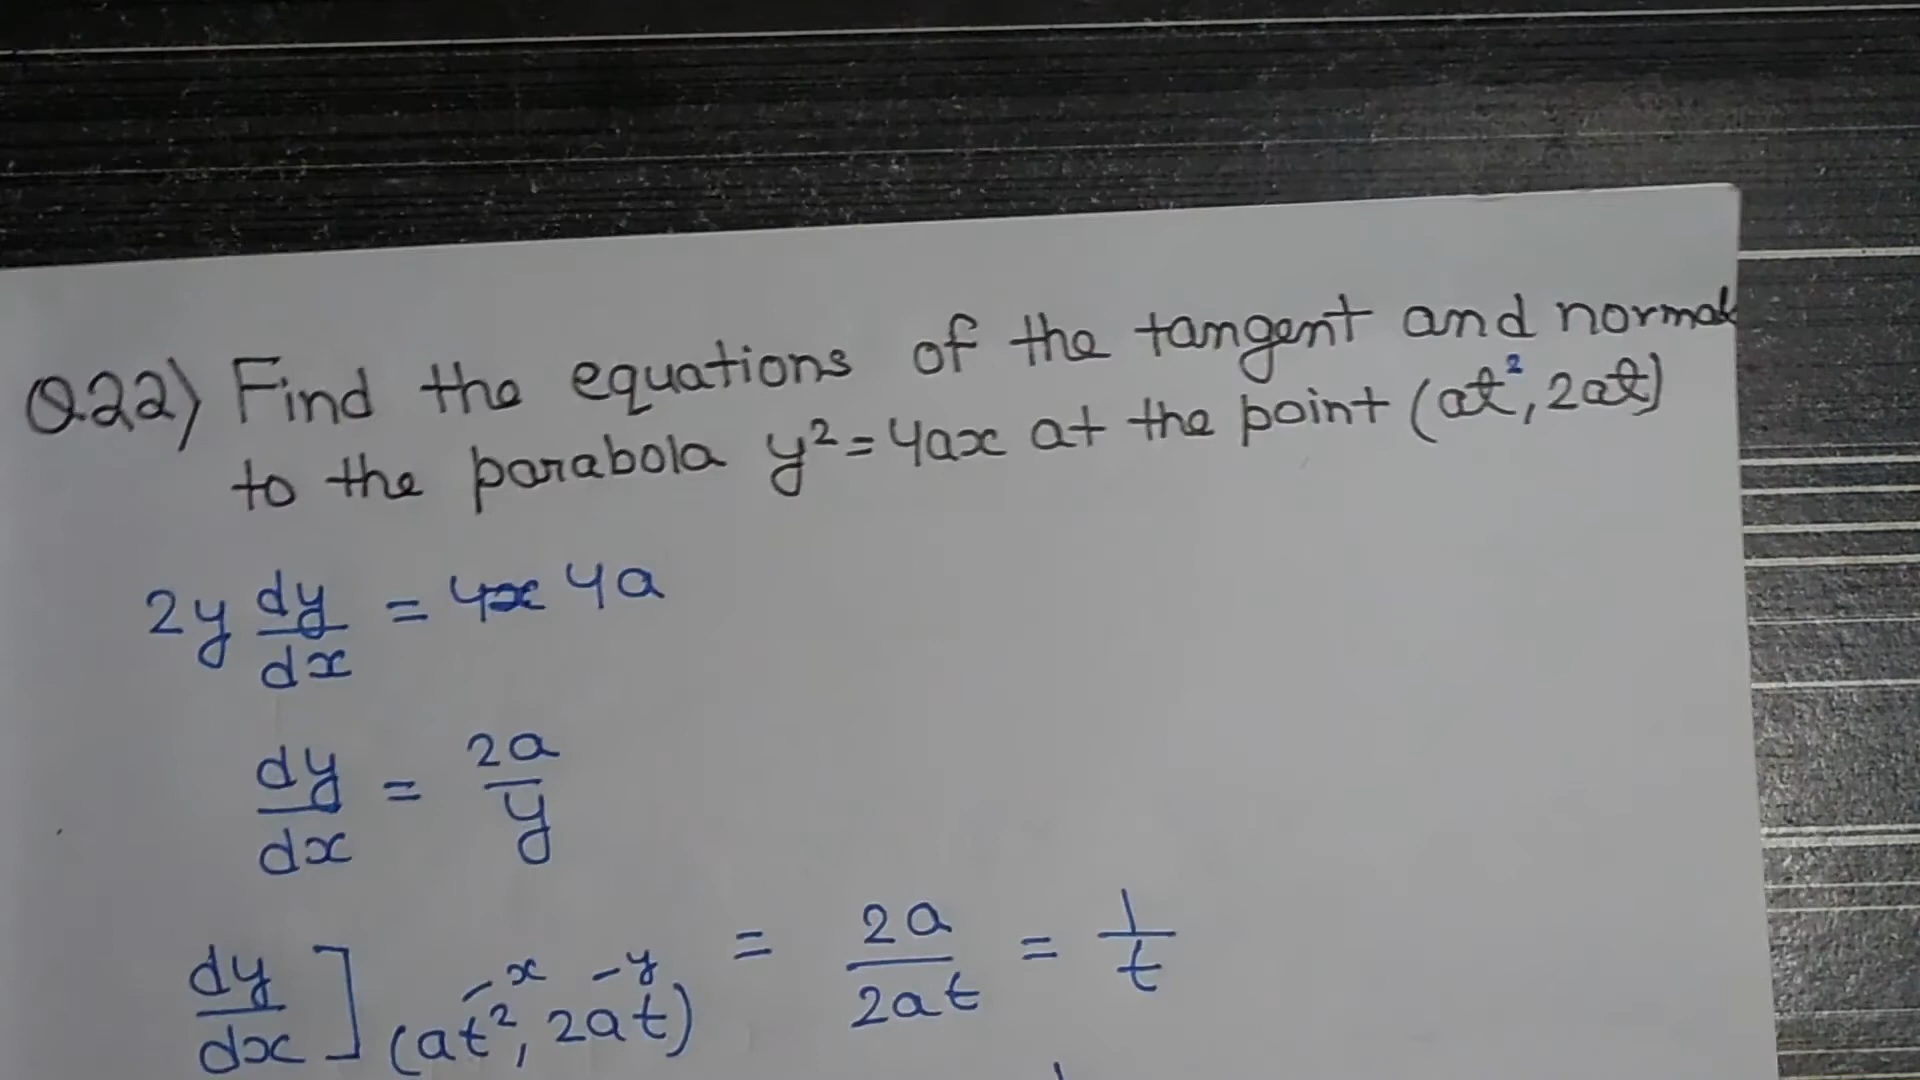 Q.22) Find the equations of the tangent and normal
to the parabola y² = 4ax at the point (at², 2at)
2y dy/dx = 4x 4a
dy/dx = 2a/y
-x -y
dy/dx](at², 2at) = 2a/2at = 1/t